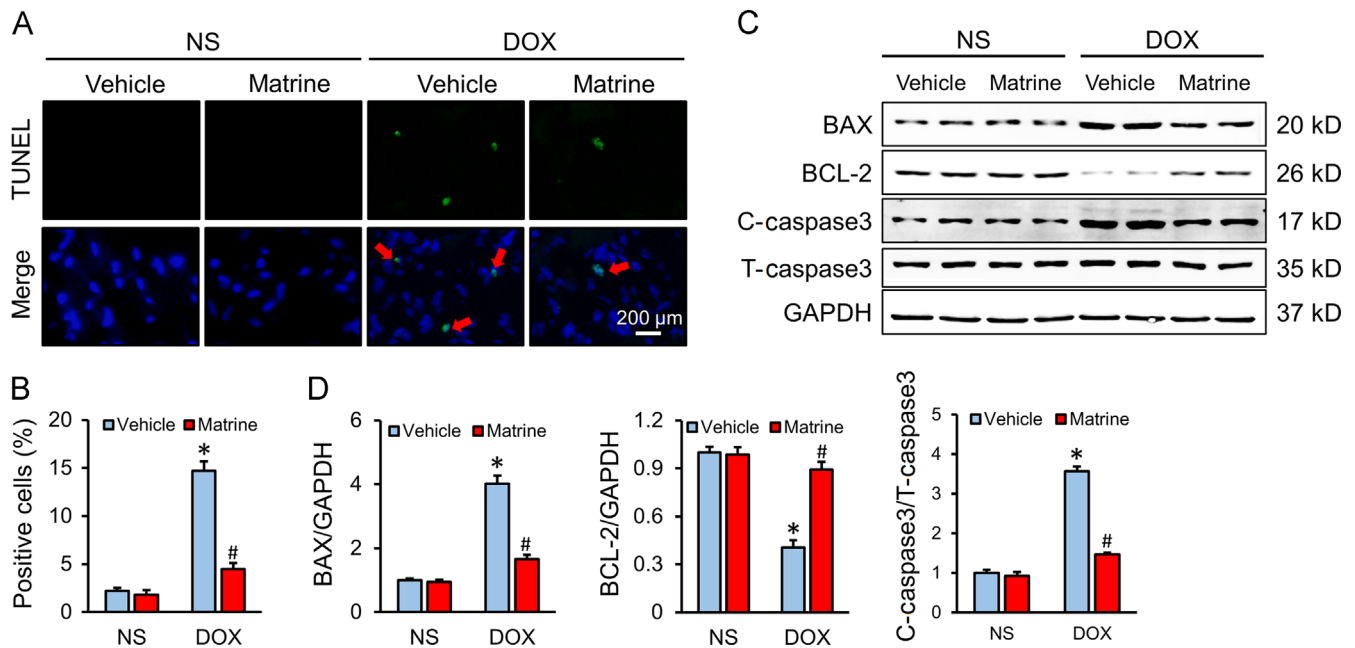 A
NS DOX
Vehicle Matrine Vehicle Matrine
TUNEL
Merge
200 μm
C
NS DOX
Vehicle Matrine Vehicle Matrine
BAX 20 kD
BCL-2 26 kD
C-caspase3 17 kD
T-caspase3 35 kD
GAPDH 37 kD
B
Positive cells (%)
20
15
10
5
0
Vehicle Matrine
*
#
NS DOX
D
BAX/GAPDH
6
4
2
0
Vehicle Matrine
*
#
NS DOX
BCL-2/GAPDH
1.2
0.9
0.6
0.3
0
Vehicle Matrine
*
#
NS DOX
C-caspase3/T-caspase3
5
4
3
2
1
0
Vehicle Matrine
*
#
NS DOX